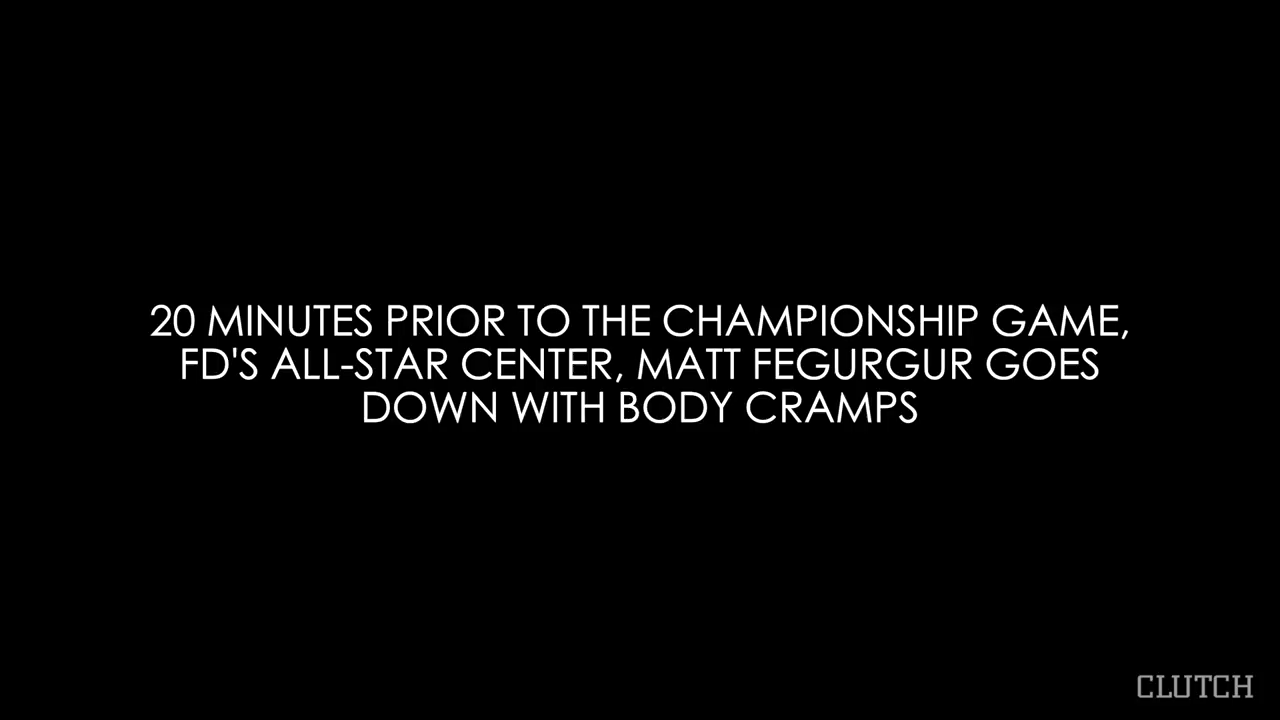 20 MINUTES PRIOR TO THE CHAMPIONSHIP GAME,
FD'S ALL-STAR CENTER, MATT FEGURGUR GOES
DOWN WITH BODY CRAMPS
CLUTCH